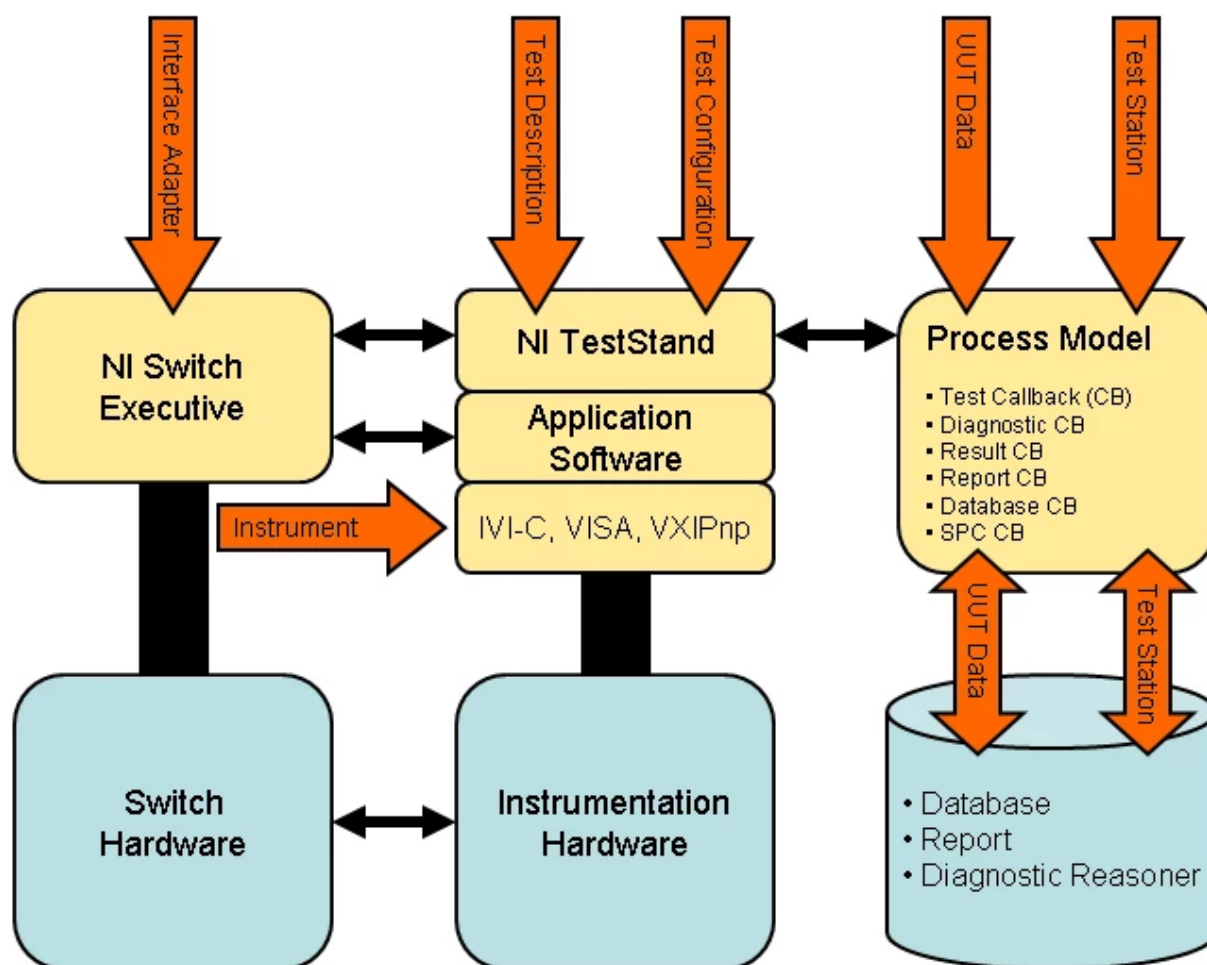 Interface Adapter
Test Description
Test Configuration
UUT Data
Test Station
NI Switch
Executive
NI TestStand
Application
Software
Instrument
IVI-C, VISA, VXIPnp
Process Model
▪ Test Callback (CB)
▪ Diagnostic CB
▪ Result CB
▪ Report CB
▪ Database CB
▪ SPC CB
UUT Data
Test Station
Switch
Hardware
Instrumentation
Hardware
• Database
• Report
• Diagnostic Reasoner